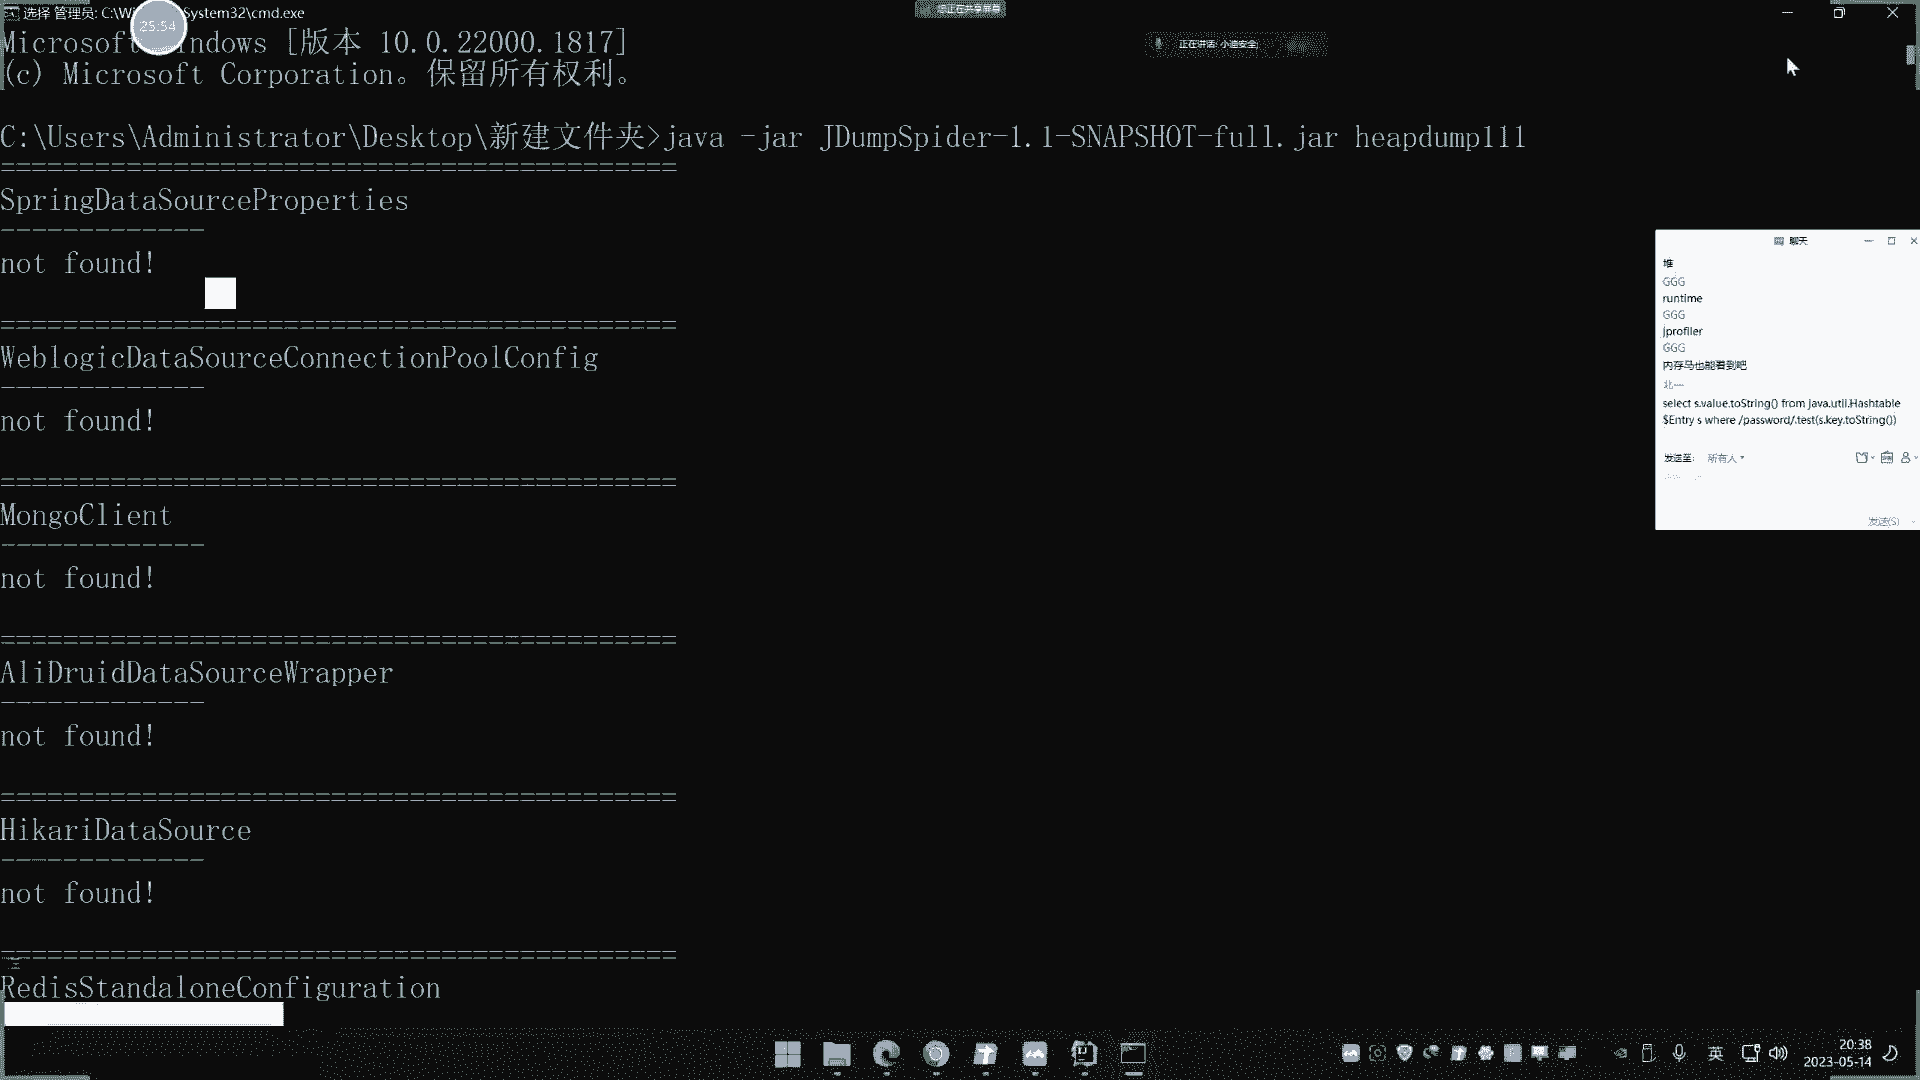 选择 管理员: C:\Wi System32\cmd.exe
25:54
您正在共享屏幕
Microsoft indows [版本 10.0.22000.1817]
正在讲话: 小迪安全;
(c) Microsoft Corporation。保留所有权利。
C:\Users\Administrator\Desktop\新建文件夹>java -jar JDumpSpider-1.1-SNAPSHOT-full.jar heapdump111
==========================================
SpringDataSourceProperties
-------------
not found!
==========================================
WeblogicDataSourceConnectionPoolConfig
-------------
not found!
==========================================
MongoClient
-------------
not found!
==========================================
AliDruidDataSourceWrapper
-------------
not found!
==========================================
HikariDataSource
-------------
not found!
==========================================
RedisStandaloneConfiguration
聊天
堆
GGG
runtime
GGG
jprofiler
GGG
内存马也能看到吧
北一
select s.value.toString() from java.util.Hashtable
$Entry s where /password/.test(s.key.toString())
发送至:
所有人
发送(S)
英
20:38
2023-05-14